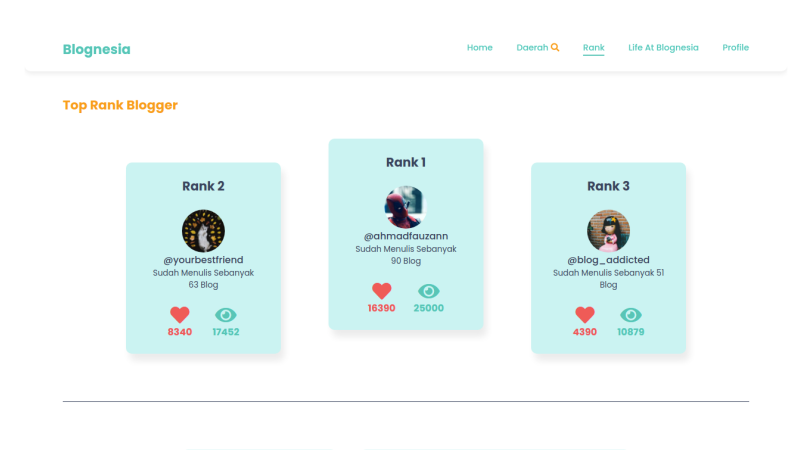 Blognesia
Home Daerah Rank Life At Blognesia Profile
Top Rank Blogger
Rank 2
@yourbestfriend
Sudah Menulis Sebanyak
63 Blog
8340 17452
Rank 1
@ahmadfauzann
Sudah Menulis Sebanyak
90 Blog
16390 25000
Rank 3
@blog_addicted
Sudah Menulis Sebanyak 51
Blog
4390 10879